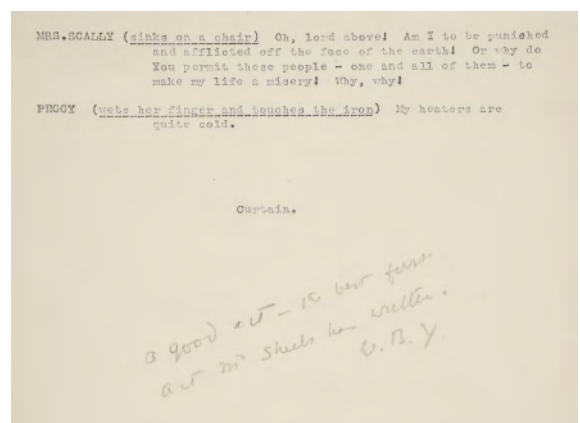 MRS.SCALLY (sinks on a chair) Oh, lord above! Am I to be punished
and afflicted off the face of the earth! Or why do
You permit these people - one and all of them - to
make my life a misery! Why, why!
PEGGY (wets her finger and touches the iron) My heaters are
quite cold.
Curtain.
a good act - the best first
act Mr Shiels has written.
W. B. Y.